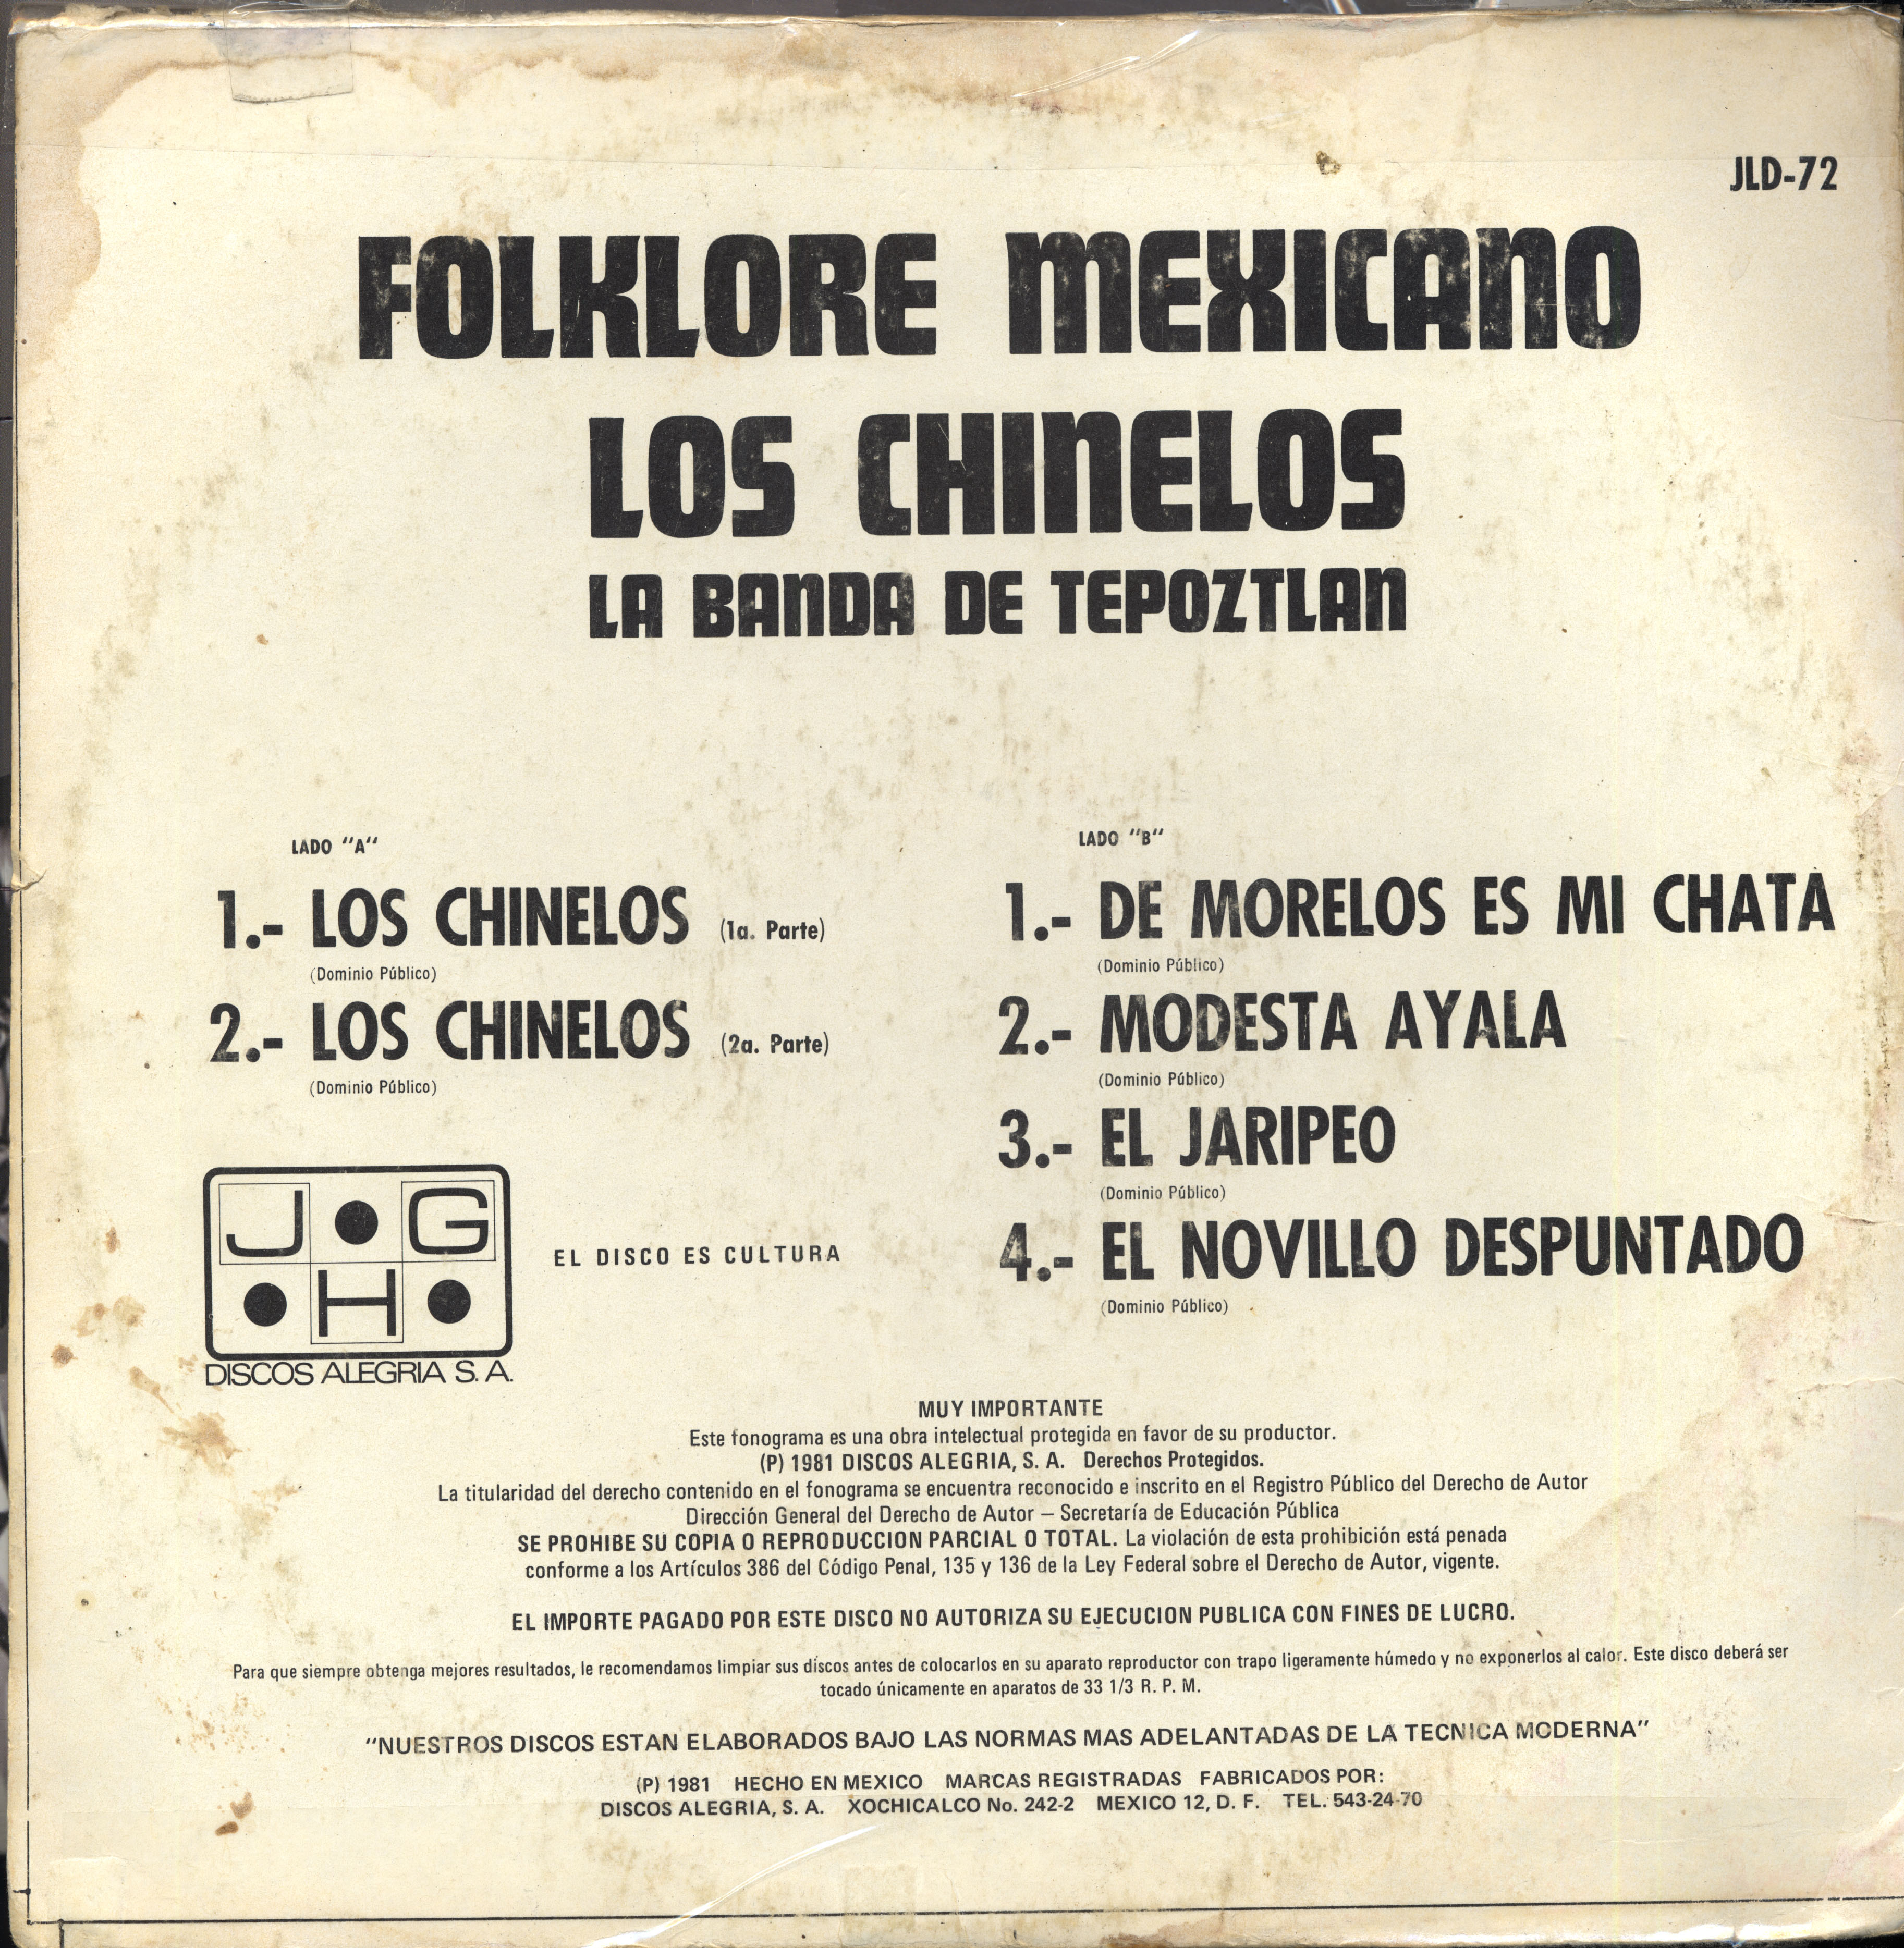 JLD-72
FOLKLORE MEXICANO
LOS CHINELOS
LA BANDA DE TEPOZTLAN
LADO "A"
1.- LOS CHINELOS (1a. Parte)
(Dominio Público)
2.- LOS CHINELOS (2a. Parte)
(Dominio Público)
LADO "B"
1.- DE MORELOS ES MI CHATA
(Dominio Público)
2.- MODESTA AYALA
(Dominio Público)
3.- EL JARIPEO
(Dominio Público)
4.- EL NOVILLO DESPUNTADO
(Dominio Público)
J G
H
DISCOS ALEGRIA S. A.
EL DISCO ES CULTURA
MUY IMPORTANTE
Este fonograma es una obra intelectual protegida en favor de su productor.
(P) 1981 DISCOS ALEGRIA, S. A. Derechos Protegidos.
La titularidad del derecho contenido en el fonograma se encuentra reconocido e inscrito en el Registro Público del Derecho de Autor
Dirección General del Derecho de Autor — Secretaría de Educación Pública
SE PROHIBE SU COPIA O REPRODUCCION PARCIAL O TOTAL. La violación de esta prohibición está penada
conforme a los Artículos 386 del Código Penal, 135 y 136 de la Ley Federal sobre el Derecho de Autor, vigente.
EL IMPORTE PAGADO POR ESTE DISCO NO AUTORIZA SU EJECUCION PUBLICA CON FINES DE LUCRO.
Para que siempre obtenga mejores resultados, le recomendamos limpiar sus discos antes de colocarlos en su aparato reproductor con trapo ligeramente húmedo y no exponerlos al calor. Este disco deberá ser
tocado únicamente en aparatos de 33 1/3 R. P. M.
"NUESTROS DISCOS ESTAN ELABORADOS BAJO LAS NORMAS MAS ADELANTADAS DE LA TECNICA MODERNA"
(P) 1981 HECHO EN MEXICO MARCAS REGISTRADAS FABRICADOS POR:
DISCOS ALEGRIA, S. A. XOCHICALCO No. 242-2 MEXICO 12, D. F. TEL. 543-24-70